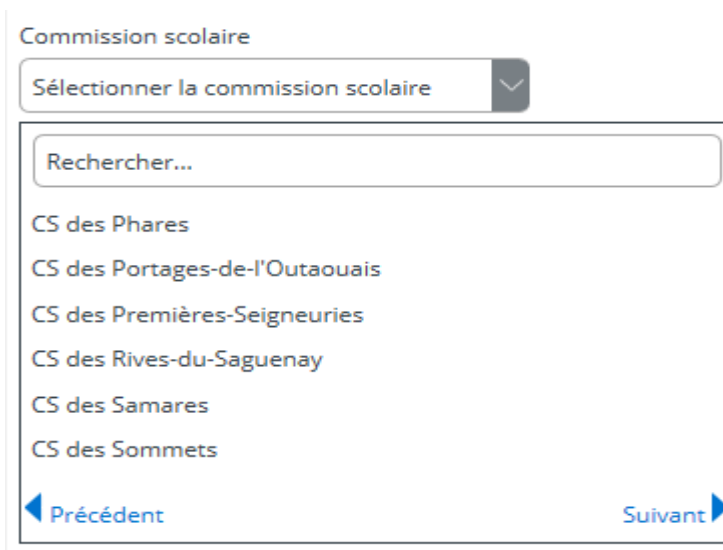 Commission scolaire
Sélectionner la commission scolaire
Rechercher...
CS des Phares
CS des Portages-de-l'Outaouais
CS des Premières-Seigneuries
CS des Rives-du-Saguenay
CS des Samares
CS des Sommets
Précédent Suivant